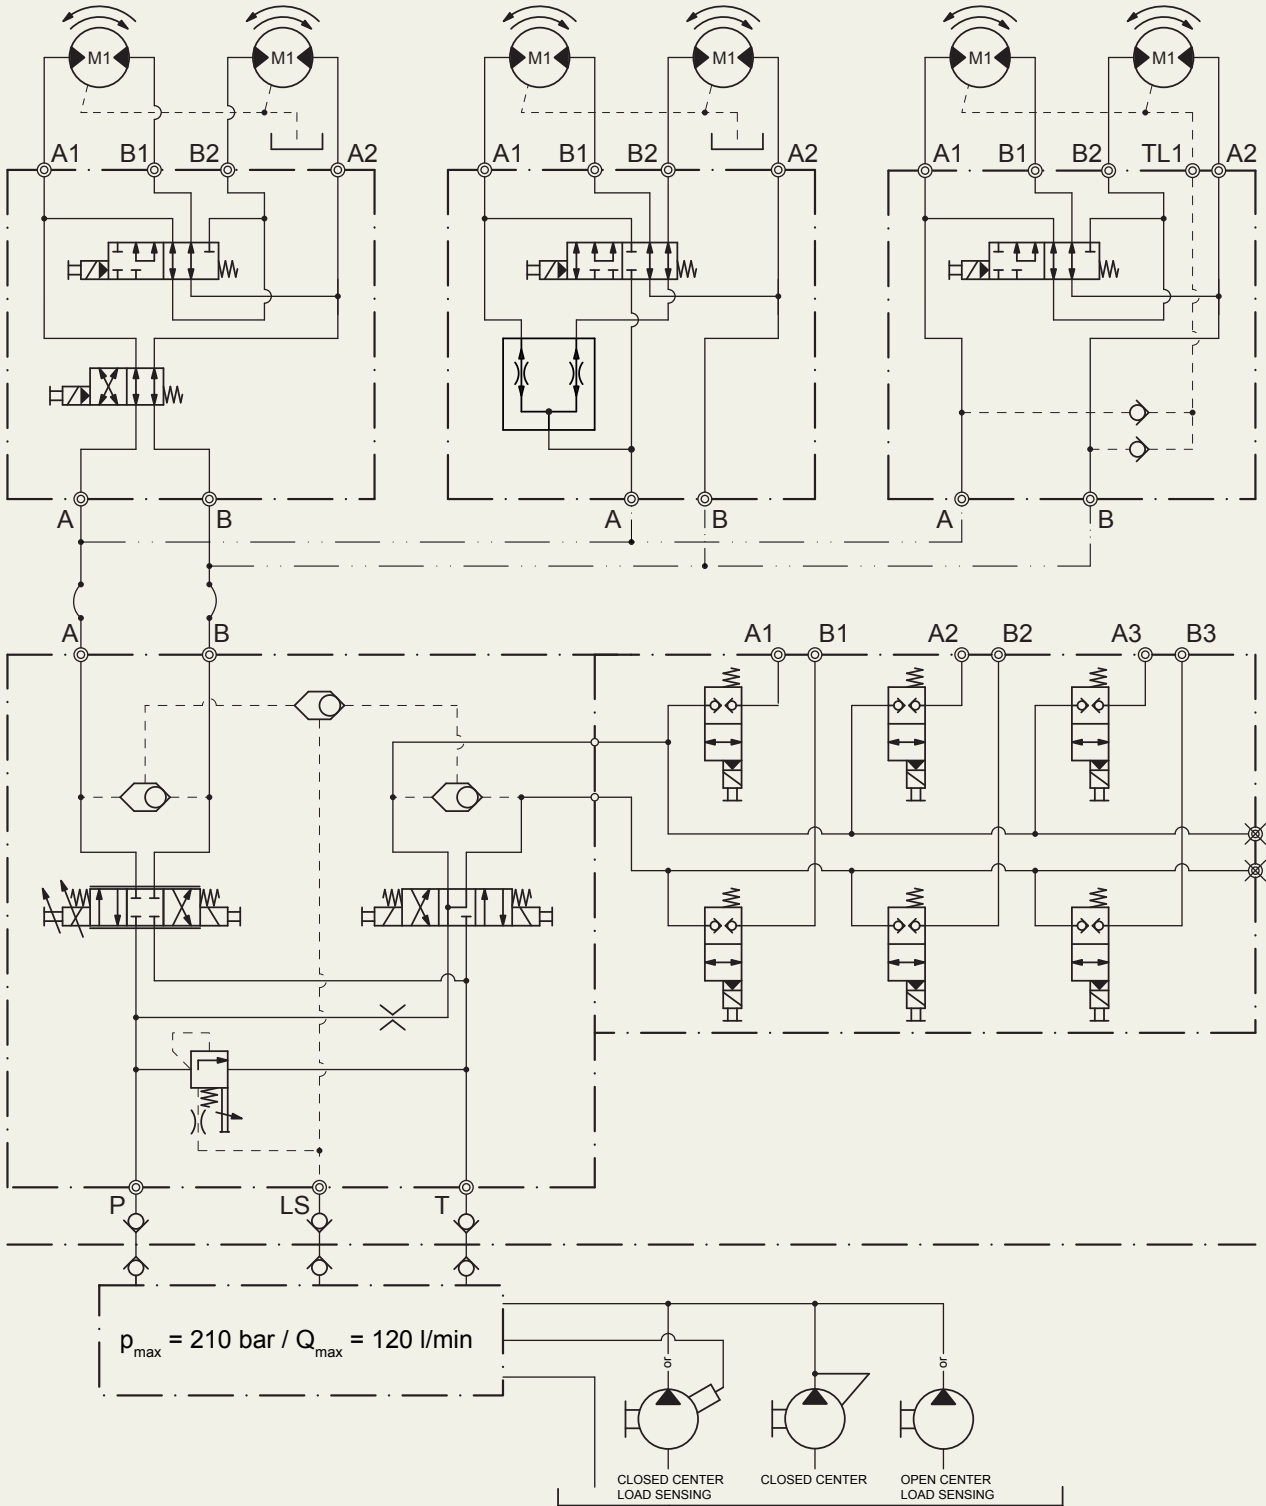 M1 M1 M1 M1 M1 M1
A1 B1 B2 A2 A1 B1 B2 A2 A1 B1 B2 TL1 A2
A B A B A B
A B A1 B1 A2 B2 A3 B3
P LS T
pmax = 210 bar / Qmax = 120 l/min
or or
CLOSED CENTER CLOSED CENTER OPEN CENTER
LOAD SENSING LOAD SENSING